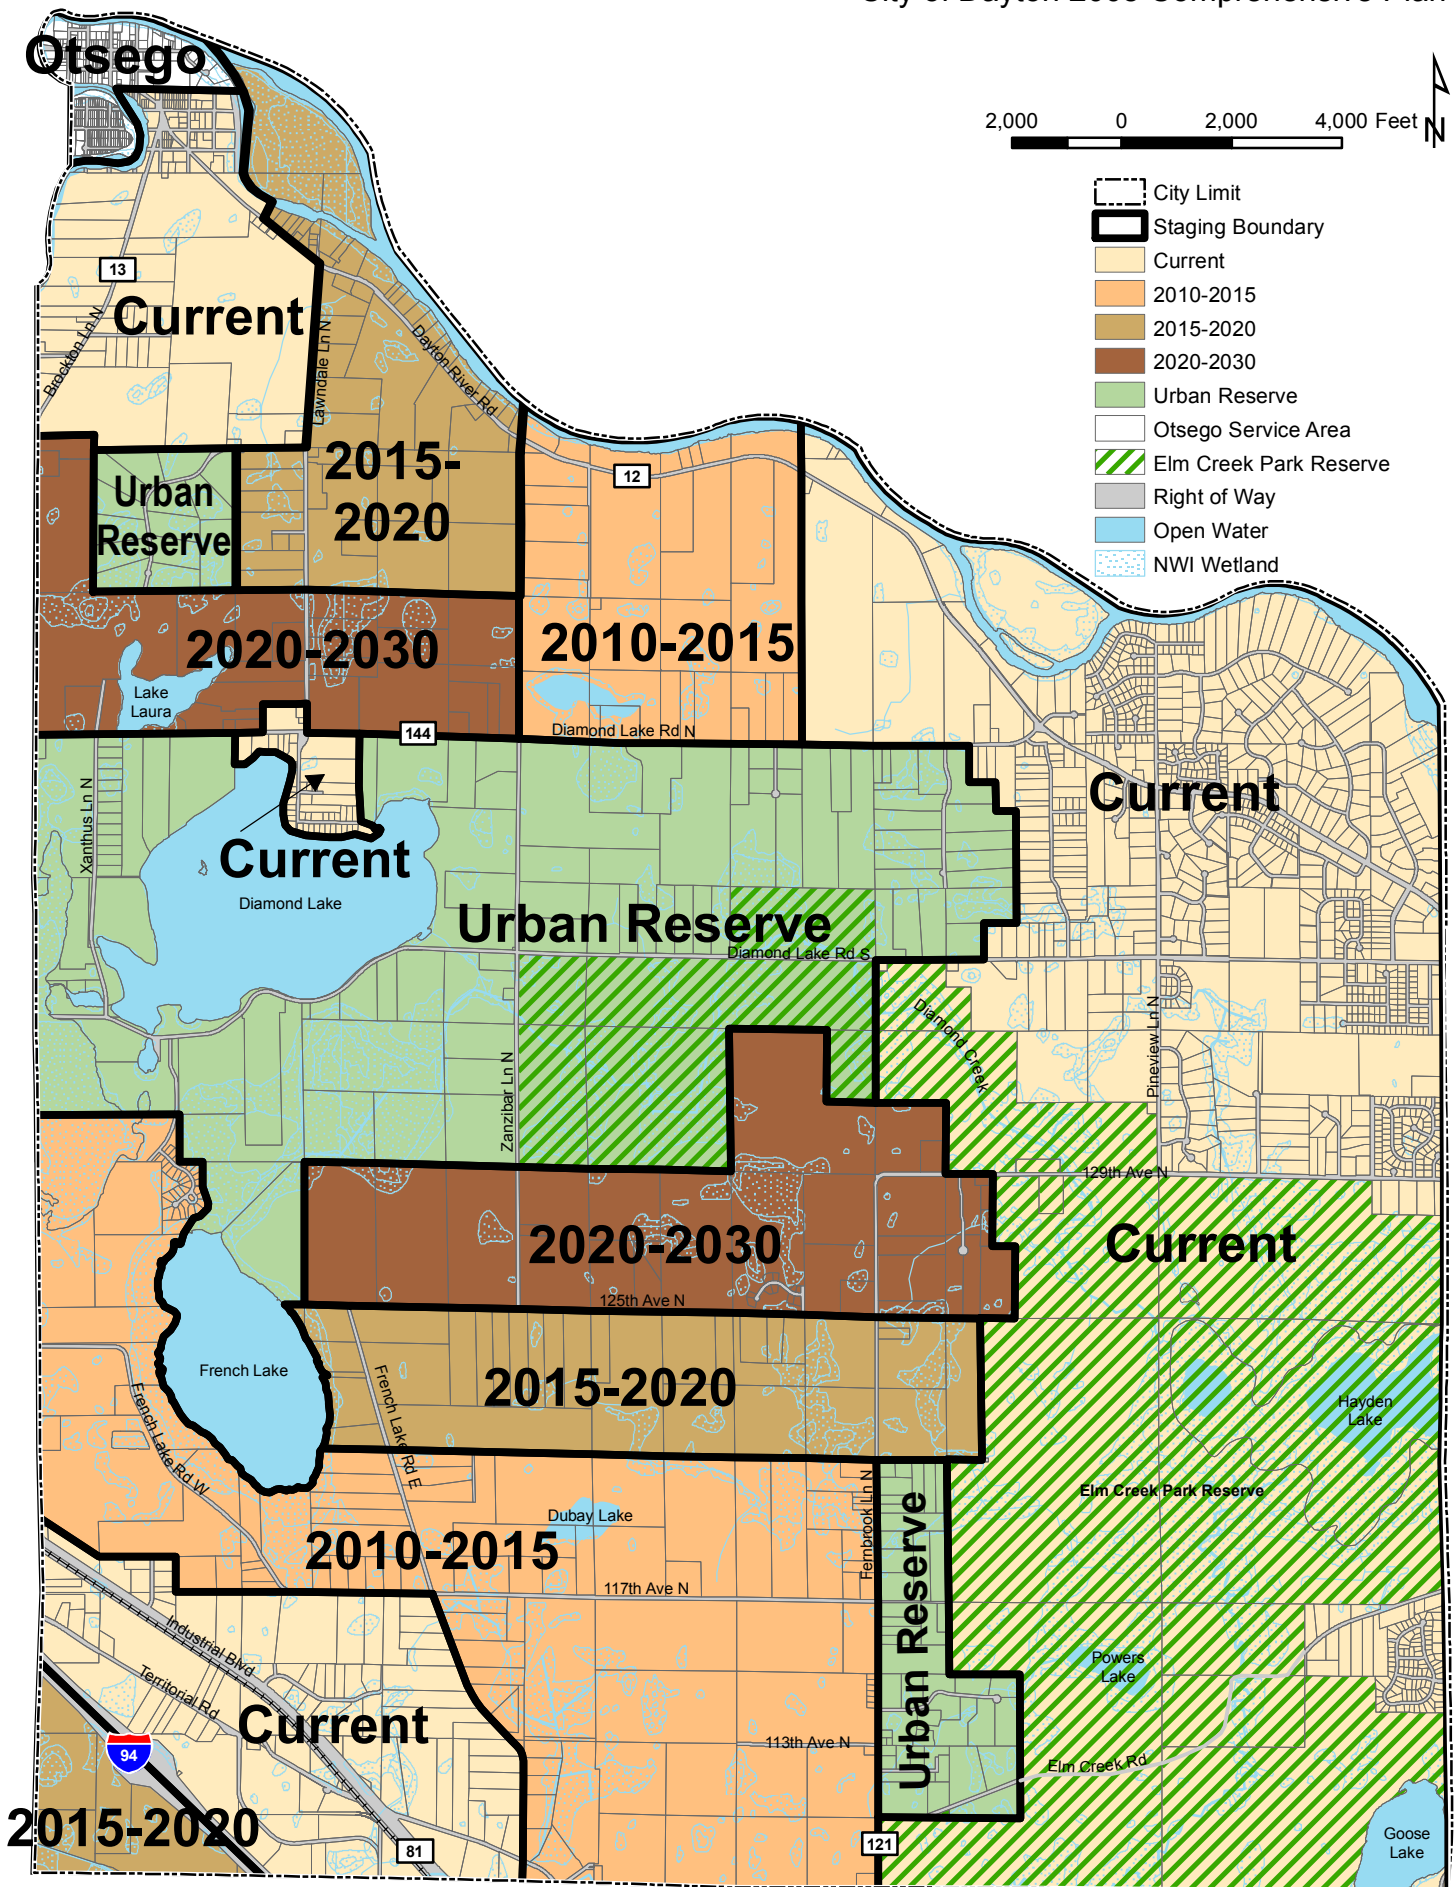 City of Dayton 2008 Comprehensive Plan
Otsego
2,000 0 2,000 4,000 Feet
N
City Limit
Staging Boundary
Current
2010-2015
2015-2020
2020-2030
Urban Reserve
Otsego Service Area
Elm Creek Park Reserve
Right of Way
Open Water
NWI Wetland
13
Current
Brockton Ln N
Lawndale Ln N
Dayton River Rd
2015-
2020
12
Urban
Reserve
2020-2030
2010-2015
Lake
Laura
144
Diamond Lake Rd N
Xanthus Ln N
Current
Current
Diamond Lake
Urban Reserve
Diamond Lake Rd S
Diamond Creek
Pineview Ln N
Zanzibar Ln N
129th Ave N
2020-2030
Current
125th Ave N
French Lake
French Lake Rd W
French Lake Rd E
2015-2020
Hayden
Lake
Elm Creek Park Reserve
Dubay Lake
Fernbrook Ln N
2010-2015
117th Ave N
Urban Reserve
Industrial Blvd
Territorial Rd
Powers
Lake
Current
113th Ave N
Elm Creek Rd
94
2015-2020
81
121
Goose
Lake